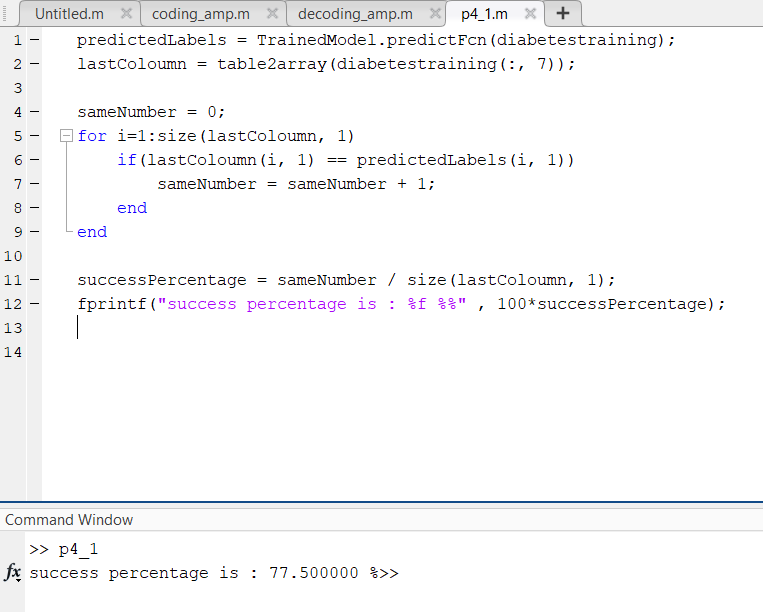 Untitled.m coding_amp.m decoding_amp.m p4_1.m
1 predictedLabels = TrainedModel.predictFcn(diabetestraining);
2 lastColoumn = table2array(diabetestraining(:, 7));
3
4 sameNumber = 0;
5 for i=1:size(lastColoumn, 1)
6 if(lastColoumn(i, 1) == predictedLabels(i, 1))
7 sameNumber = sameNumber + 1;
8 end
9 end
10
11 successPercentage = sameNumber / size(lastColoumn, 1);
12 fprintf("success percentage is : %f %%" , 100*successPercentage);
13
14
Command Window
>> p4_1
fx success percentage is : 77.500000 %>>